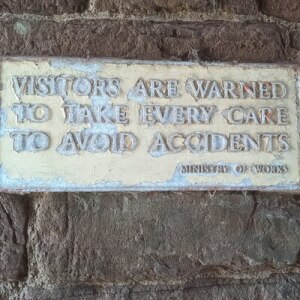 VISITORS ARE WARNED
TO TAKE EVERY CARE
TO AVOID ACCIDENTS
MINISTRY OF WORKS